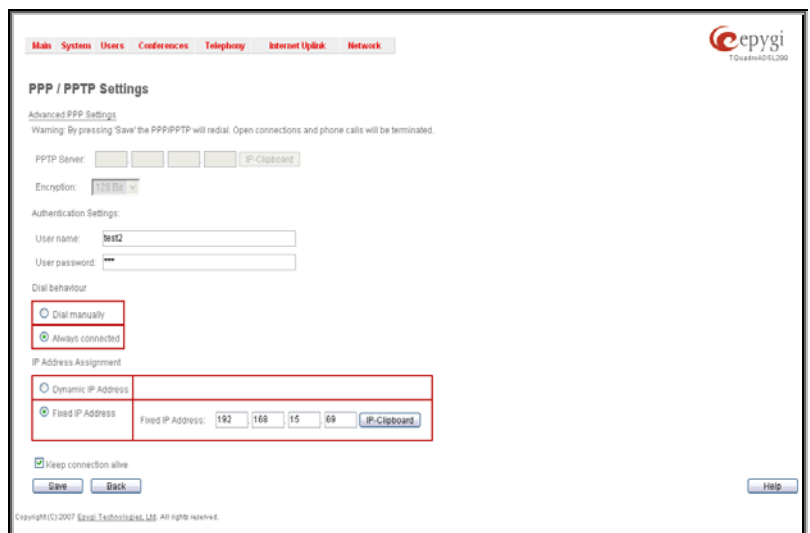 Main System Users Conferences Telephony Internet Uplink Network
epygi
PPP / PPTP Settings
Advanced PPP Settings
Warning: By pressing 'Save' the PPP/PPTP will redial. Open connections and phone calls will be terminated.
PPTP Server: IP-Clipboard
Encryption: 128 Bit
Authentication Settings:
User name: test2
User password: ***
Dial behaviour
Dial manually
Always connected
IP Address Assignment
Dynamic IP Address
Fixed IP Address Fixed IP Address: 192 . 168 . 15 . 69 IP-Clipboard
Keep connection alive
Save Back Help
Copyright (C) 2007 Epygi Technologies, Ltd. All rights reserved.